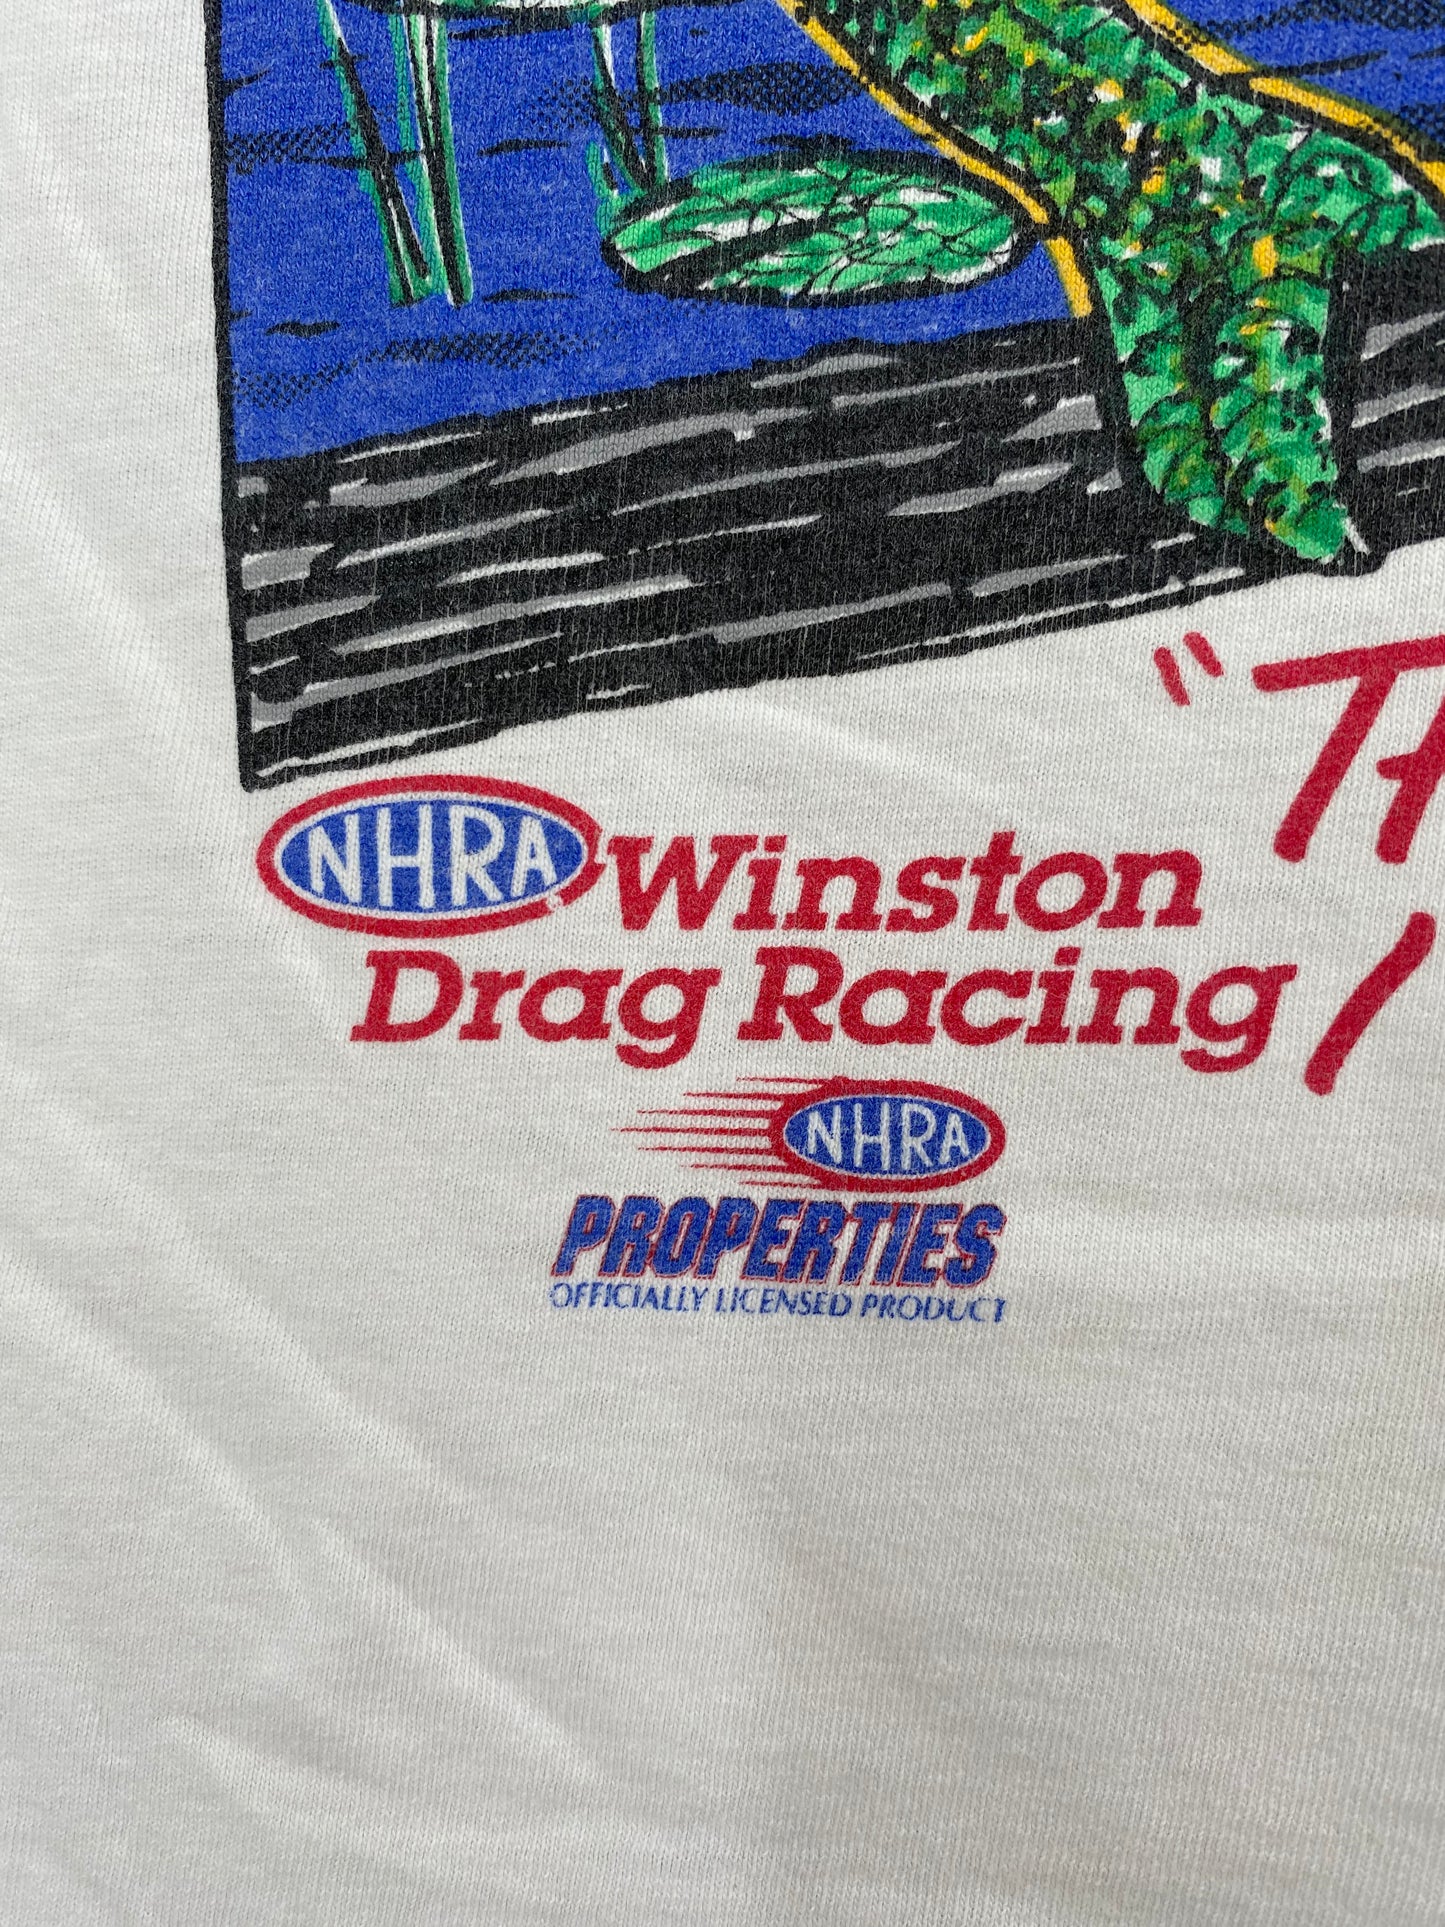 NHRA Winston
Drag Racing
NHRA
PROPERTIES
OFFICIALLY LICENSED PRODUCT